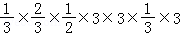 1/3 × 2/3 × 1/2 × 3 × 3 × 1/3 × 3